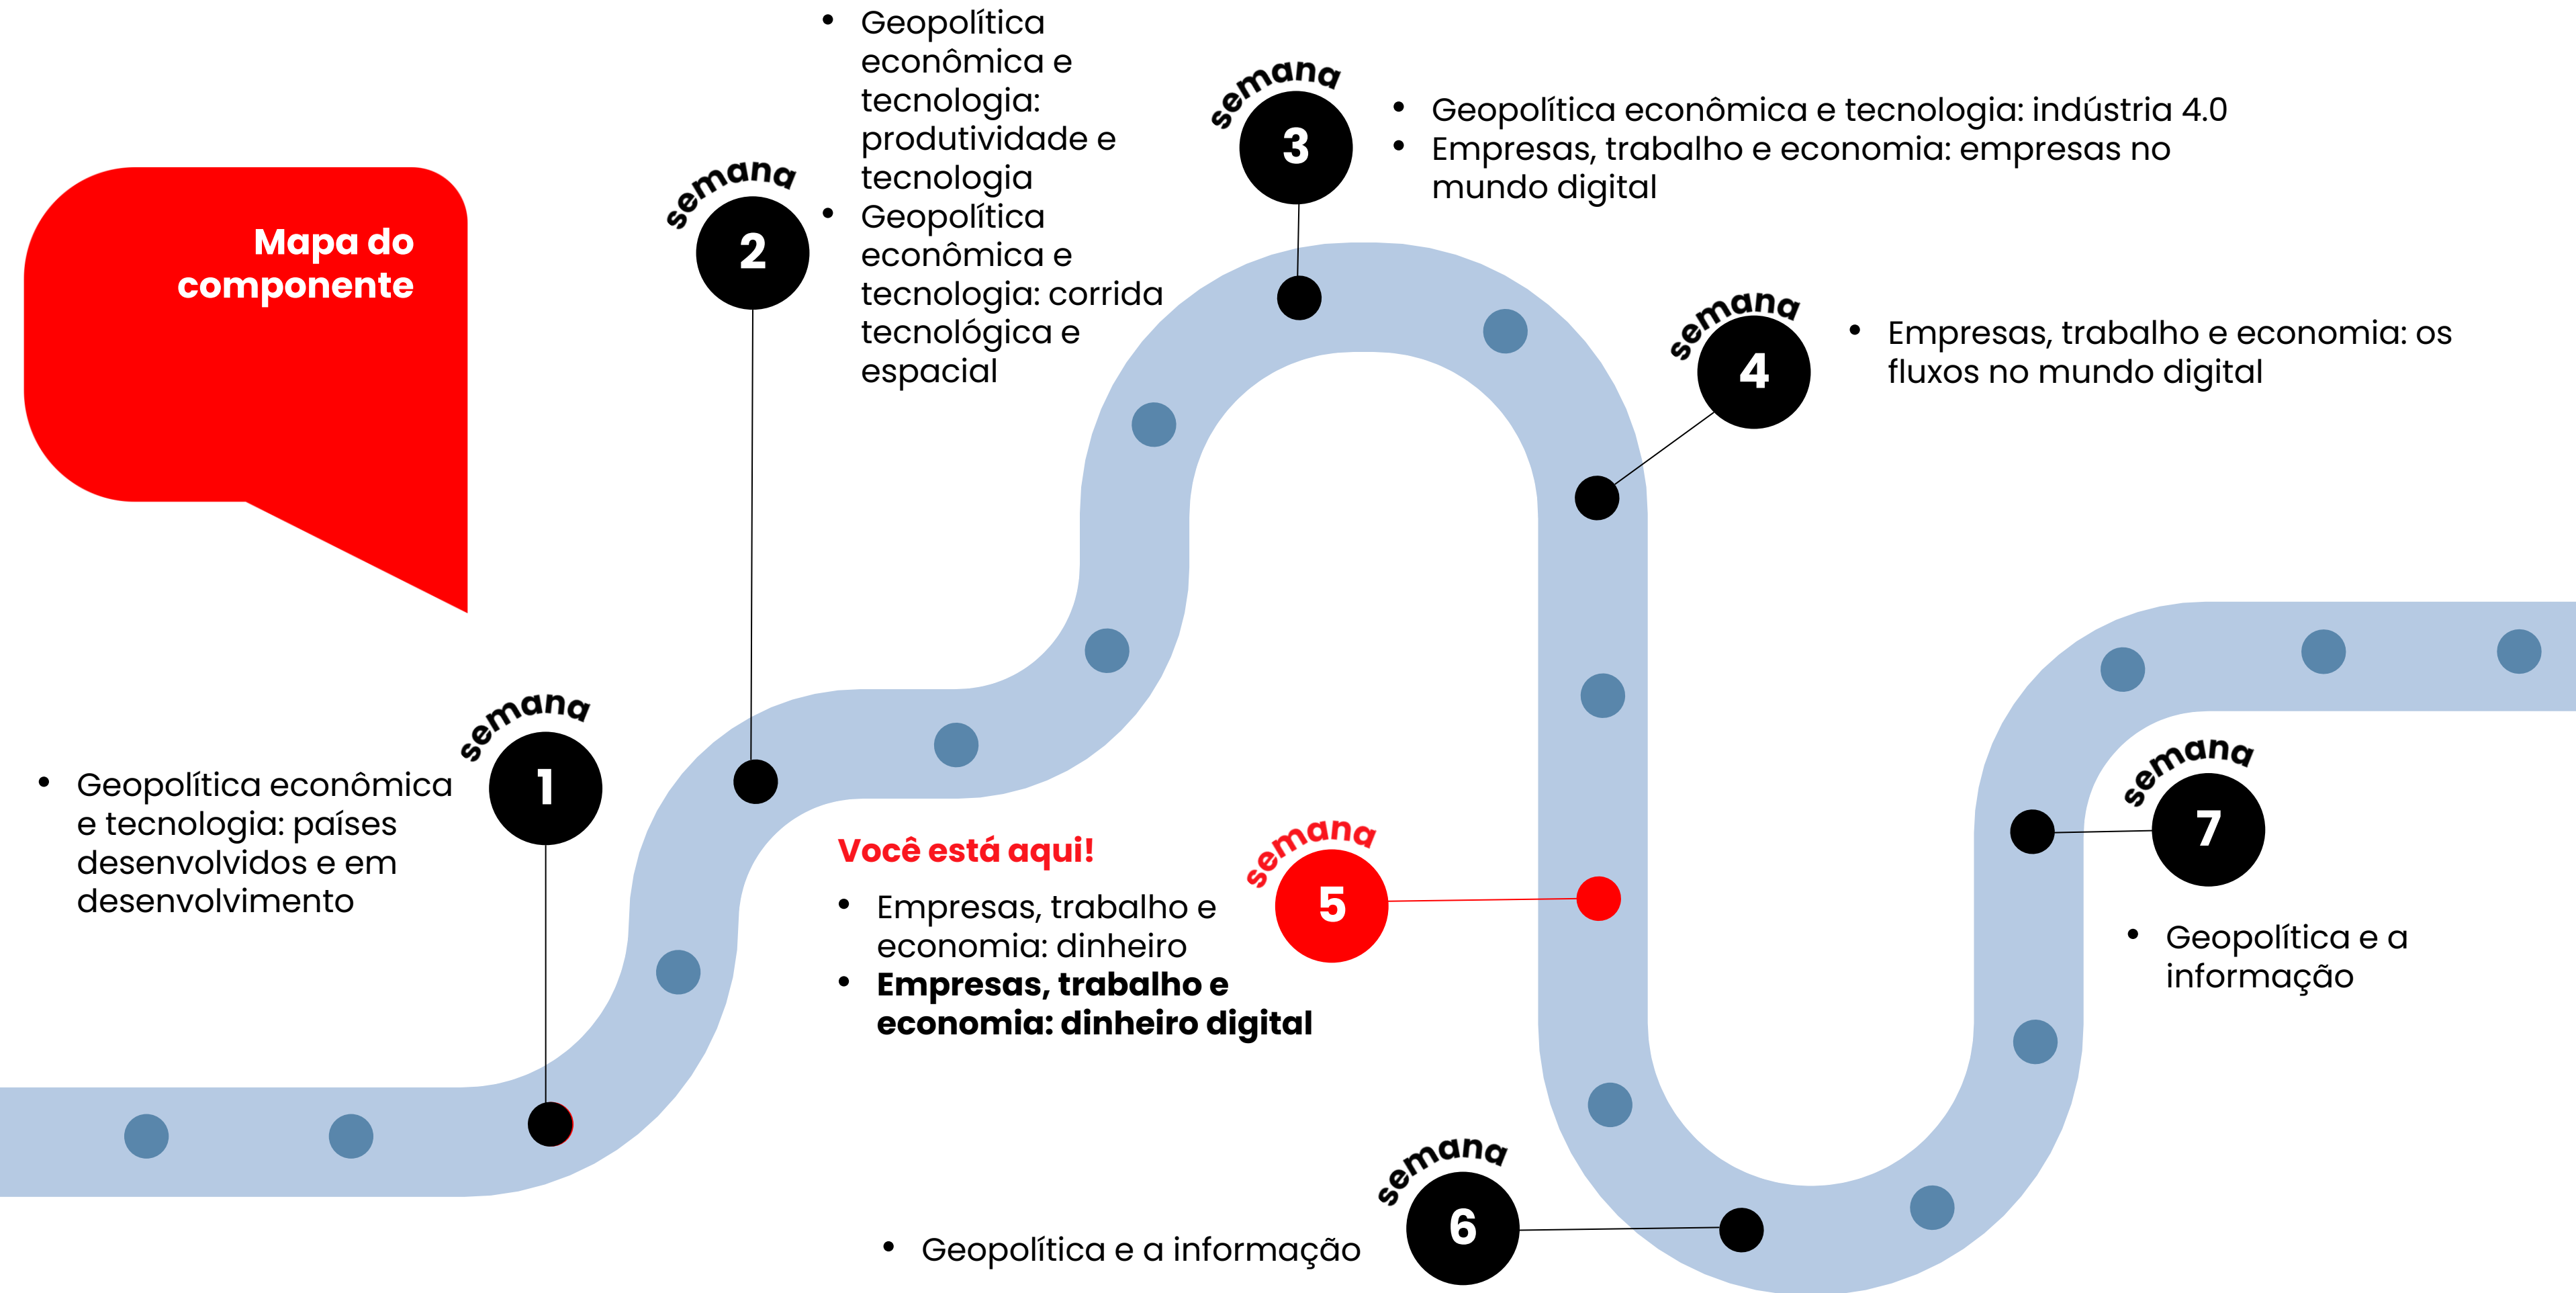 Mapa do
componente
semana
1
• Geopolítica econômica
e tecnologia: países
desenvolvidos e em
desenvolvimento
semana
2
• Geopolítica
econômica e
tecnologia:
produtividade e
tecnologia
• Geopolítica
econômica e
tecnologia: corrida
tecnológica e
espacial
semana
3
• Geopolítica econômica e tecnologia: indústria 4.0
• Empresas, trabalho e economia: empresas no
mundo digital
semana
4
• Empresas, trabalho e economia: os
fluxos no mundo digital
Você está aqui!
semana
5
• Empresas, trabalho e
economia: dinheiro
• Empresas, trabalho e
economia: dinheiro digital
semana
6
• Geopolítica e a informação
semana
7
• Geopolítica e a
informação